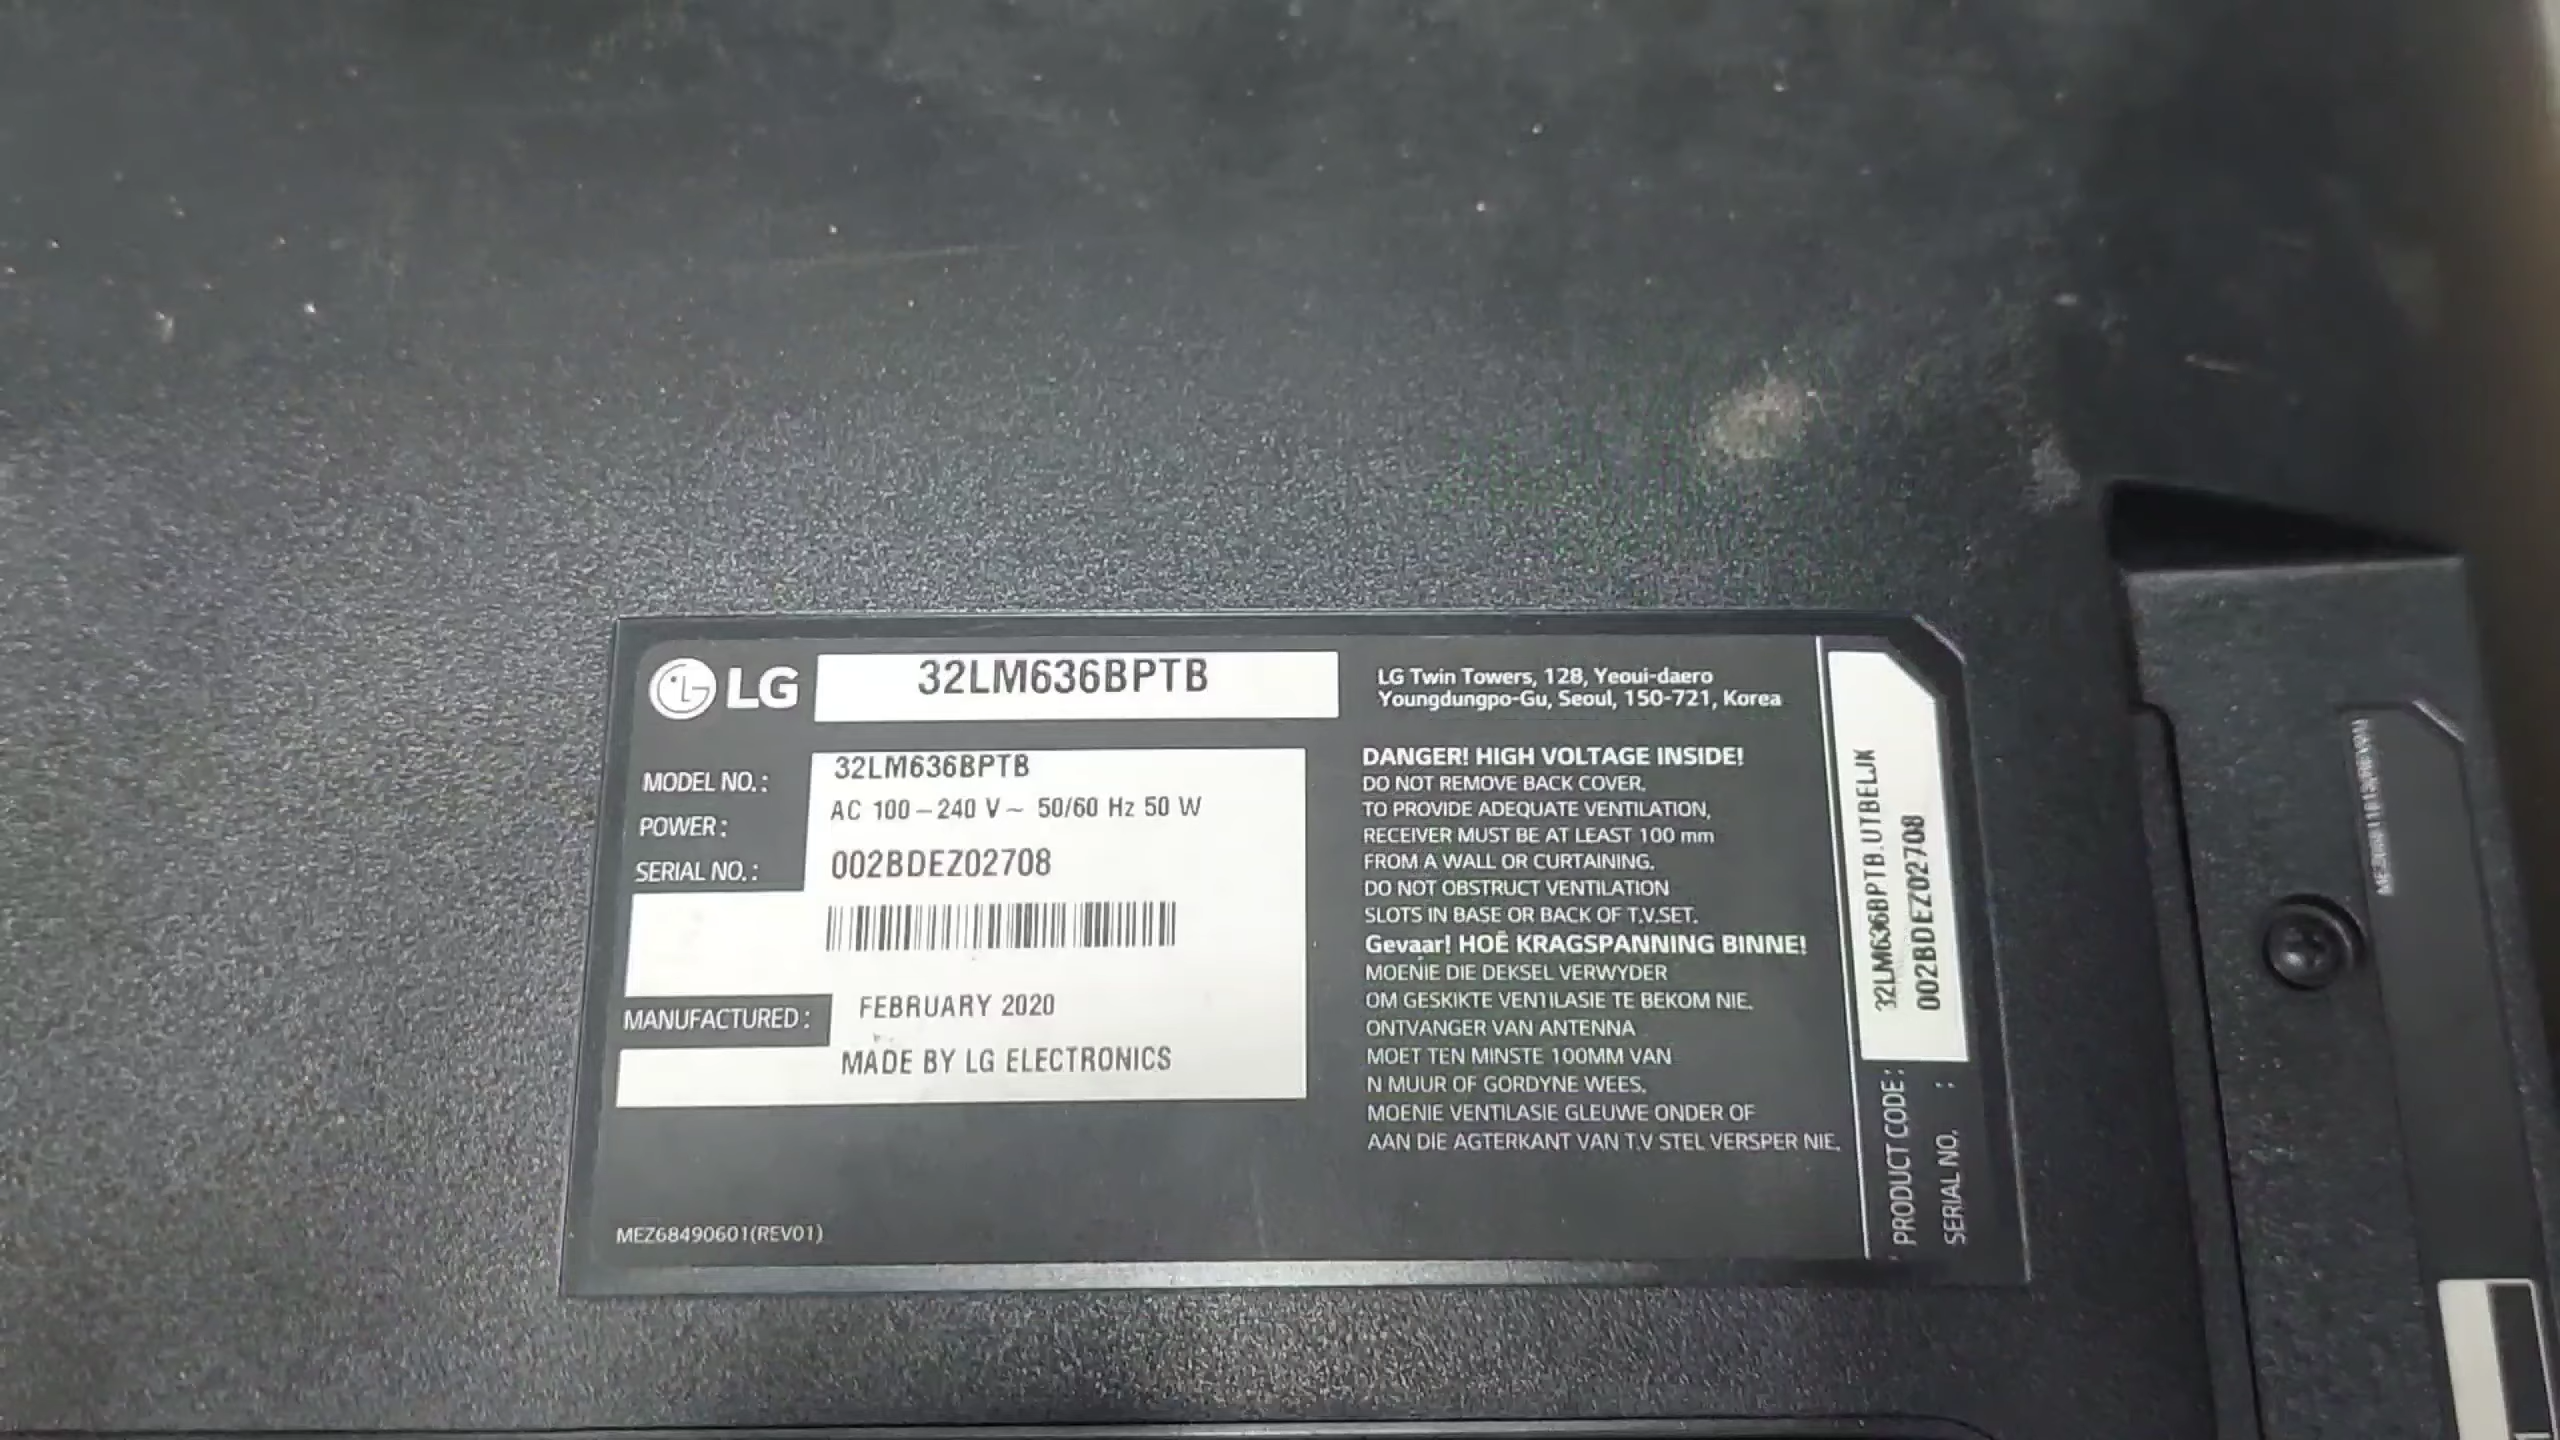 LG
32LM636BPTB
MODEL NO.: 32LM636BPTB
POWER: AC 100-240 V~ 50/60 Hz 50 W
SERIAL NO.: 002BDEZ02708
MANUFACTURED: FEBRUARY 2020
MADE BY LG ELECTRONICS
MEZ68490601(REV01)
LG Twin Towers, 128, Yeoui-daero
Youngdungpo-Gu, Seoul, 150-721, Korea
DANGER! HIGH VOLTAGE INSIDE!
DO NOT REMOVE BACK COVER.
TO PROVIDE ADEQUATE VENTILATION,
RECEIVER MUST BE AT LEAST 100 mm
FROM A WALL OR CURTAINING.
DO NOT OBSTRUCT VENTILATION
SLOTS IN BASE OR BACK OF T.V.SET.
Gevaar! HOË KRAGSPANNING BINNE!
MOENIE DIE DEKSEL VERWYDER
OM GESKIKTE VENTILASIE TE BEKOM NIE.
ONTVANGER VAN ANTENNA
MOET TEN MINSTE 100MM VAN
N MUUR OF GORDYNE WEES.
MOENIE VENTILASIE GLEUWE ONDER OF
AAN DIE AGTERKANT VAN T.V STEL VERSPER NIE.
PRODUCT CODE: 32LM636BPTB.UTBELJK
SERIAL NO. : 002BDEZ02708